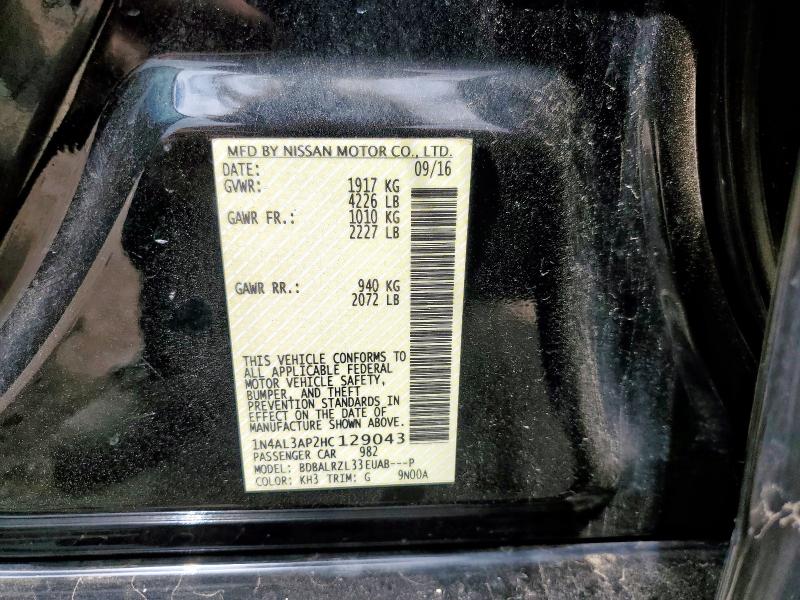 MFD BY NISSAN MOTOR CO., LTD.
DATE: 09/16
GVWR: 1917 KG
4226 LB
GAWR FR.: 1010 KG
2227 LB
GAWR RR.: 940 KG
2072 LB
THIS VEHICLE CONFORMS TO
ALL APPLICABLE FEDERAL
MOTOR VEHICLE SAFETY,
BUMPER, AND THEFT
PREVENTION STANDARDS IN
EFFECT ON THE DATE OF
MANUFACTURE SHOWN ABOVE.
1N4AL3AP2HC129043
PASSENGER CAR 982
MODEL: BDBALRZL33EUAB---P
COLOR: KH3 TRIM: G 9N00A